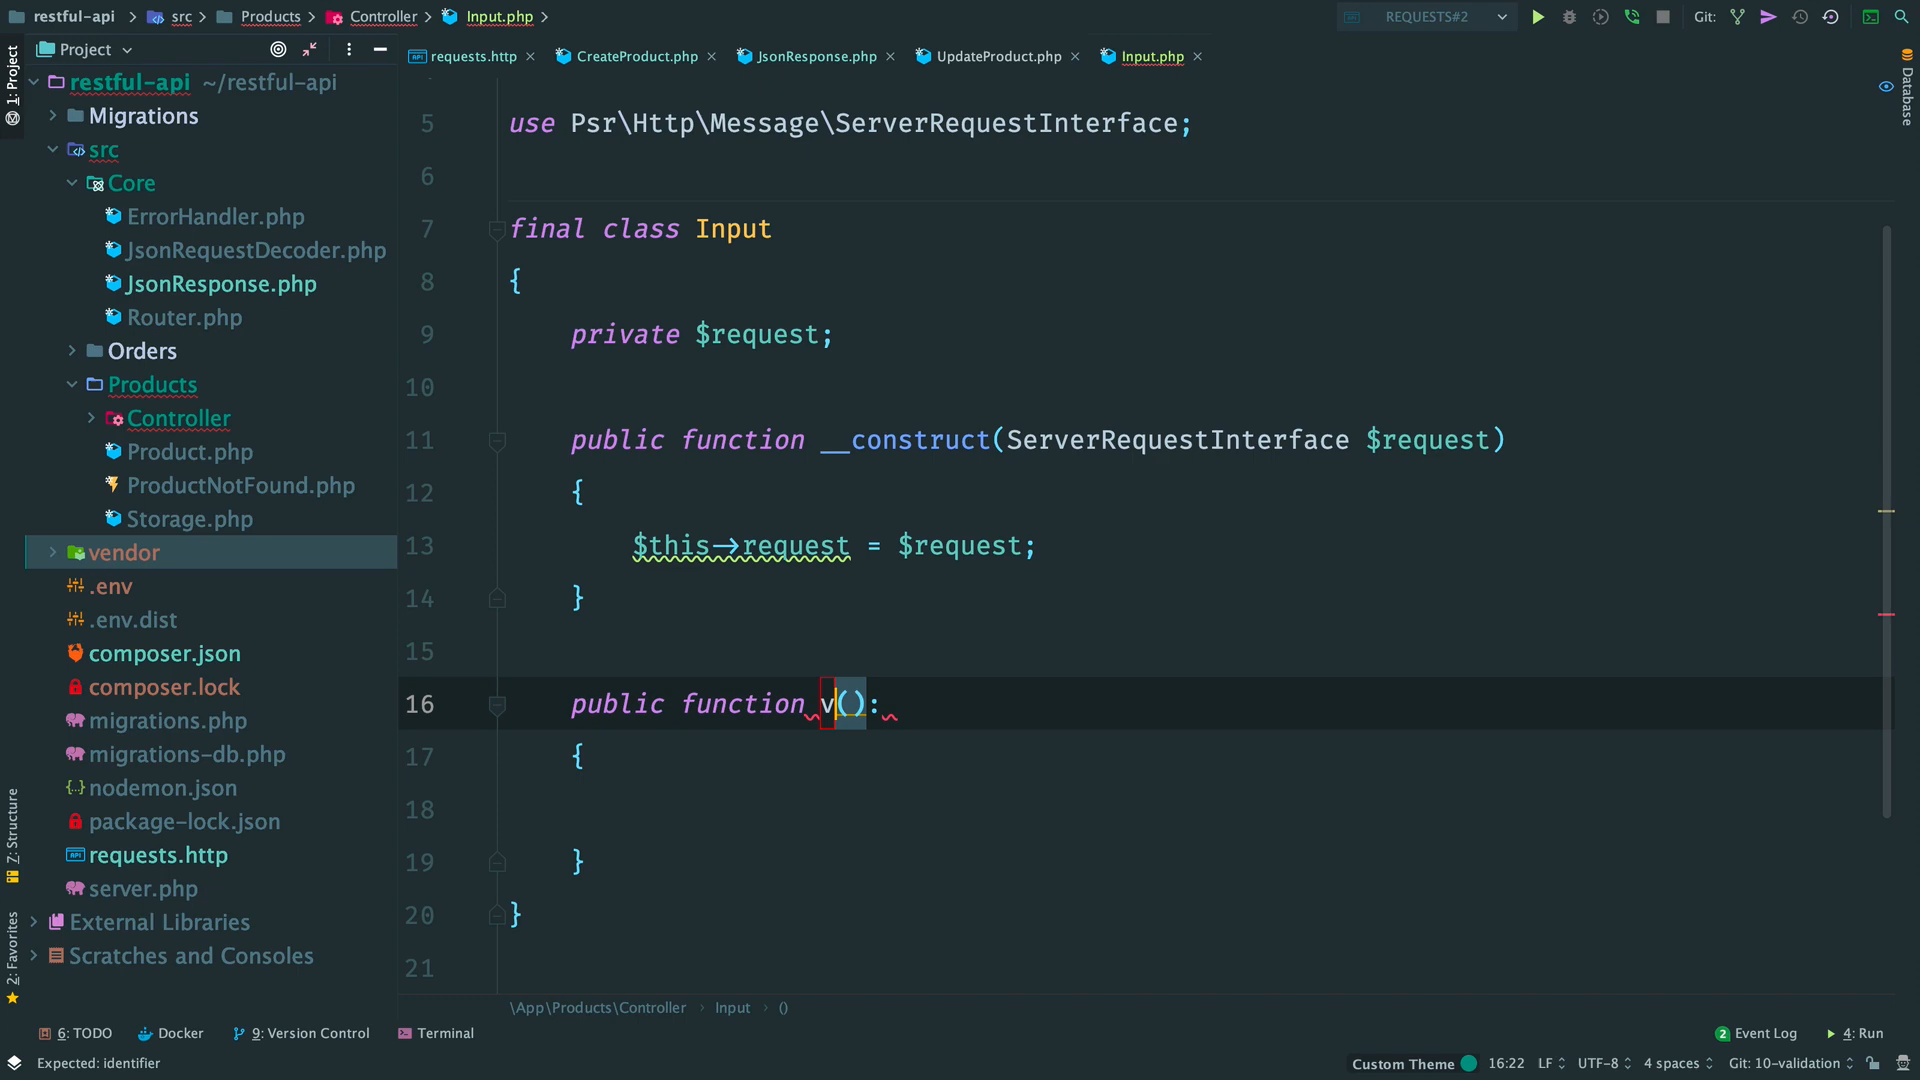 restful-api
src
Products
Controller
Input.php
REQUESTS#2
Git:
Project
requests.http
CreateProduct.php
JsonResponse.php
UpdateProduct.php
Input.php
1: Project
7: Structure
2: Favorites
Database
restful-api ~/restful-api
Migrations
src
Core
ErrorHandler.php
JsonRequestDecoder.php
JsonResponse.php
Router.php
Orders
Products
Controller
Product.php
ProductNotFound.php
Storage.php
vendor
.env
.env.dist
composer.json
composer.lock
migrations.php
migrations-db.php
nodemon.json
package-lock.json
requests.http
server.php
External Libraries
Scratches and Consoles
5 use Psr\Http\Message\ServerRequestInterface;
6
7 final class Input
8 {
9 private $request;
10
11 public function __construct(ServerRequestInterface $request)
12 {
13 $this->request = $request;
14 }
15
16 public function v():
17 {
18
19 }
20 }
21
\App\Products\Controller › Input › ()
6: TODO
Docker
9: Version Control
Terminal
2 Event Log
4: Run
Expected: identifier
Custom Theme
16:22
LF
UTF-8
4 spaces
Git: 10-validation